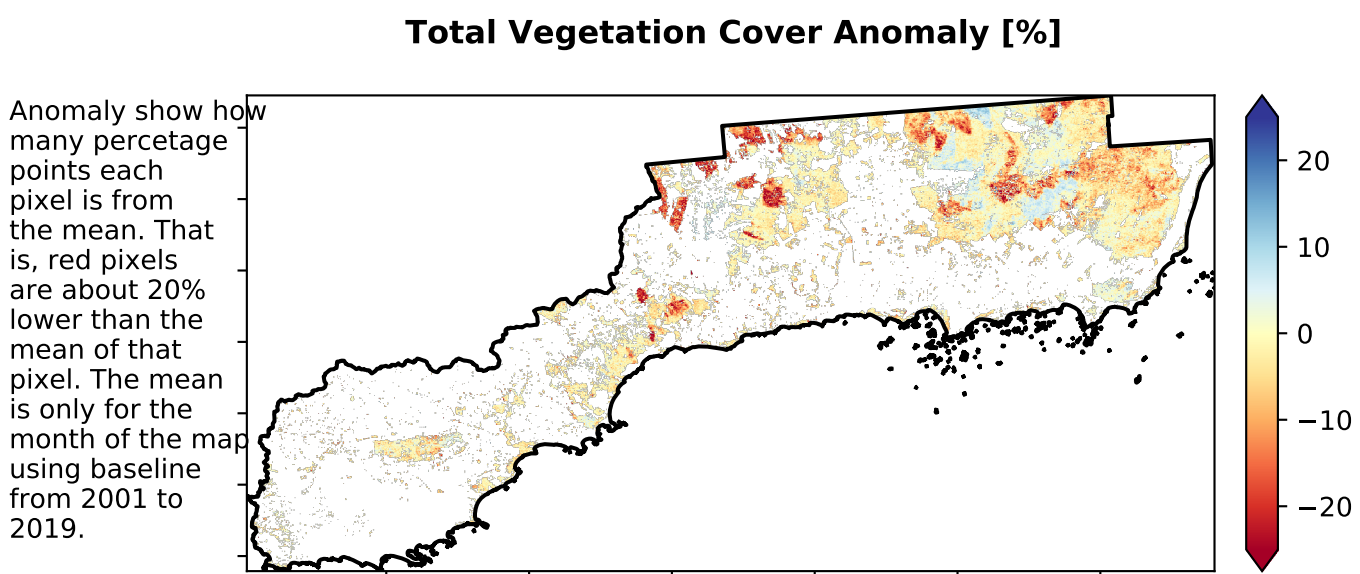 Total Vegetation Cover Anomaly [%]
Anomaly show how
many percetage
points each
pixel is from
the mean. That
is, red pixels
are about 20%
lower than the
mean of that
pixel. The mean
is only for the
month of the map
using baseline
from 2001 to
2019.
20
10
0
−10
−20